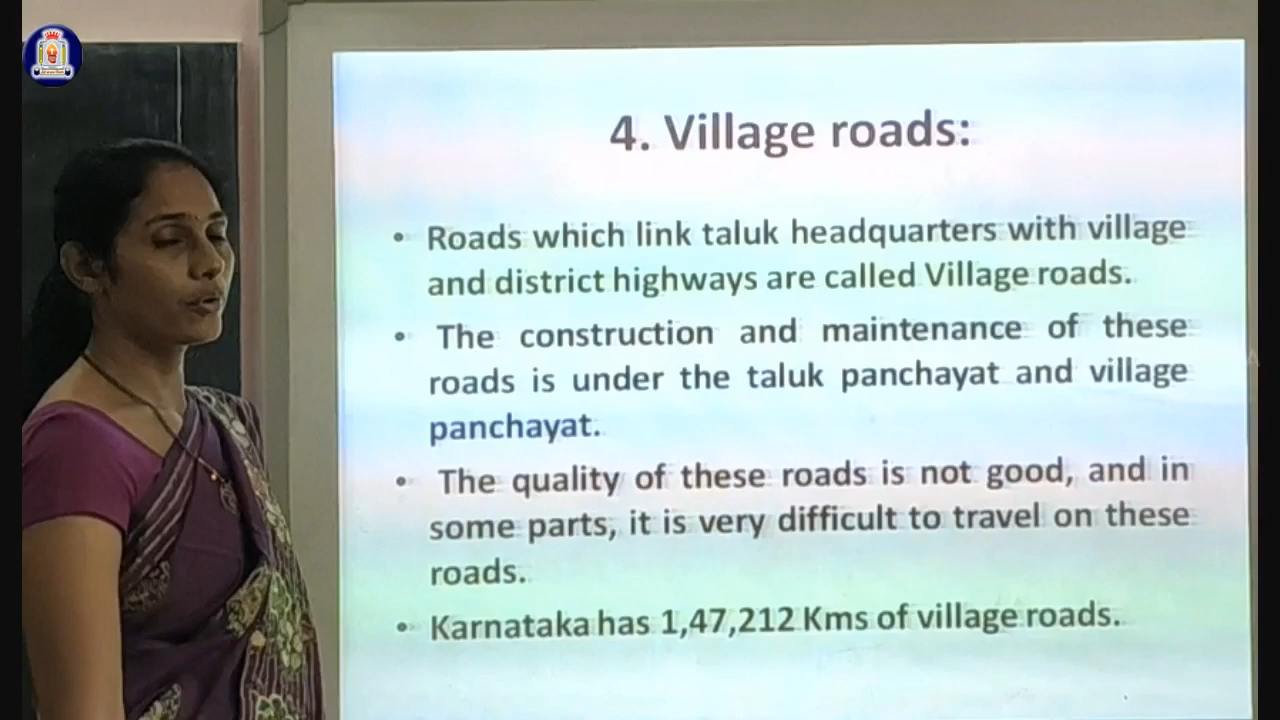 4. Village roads:
• Roads which link taluk headquarters with village
and district highways are called Village roads.
• The construction and maintenance of these
roads is under the taluk panchayat and village
panchayat.
• The quality of these roads is not good, and in
some parts, it is very difficult to travel on these
roads.
• Karnataka has 1,47,212 Kms of village roads.